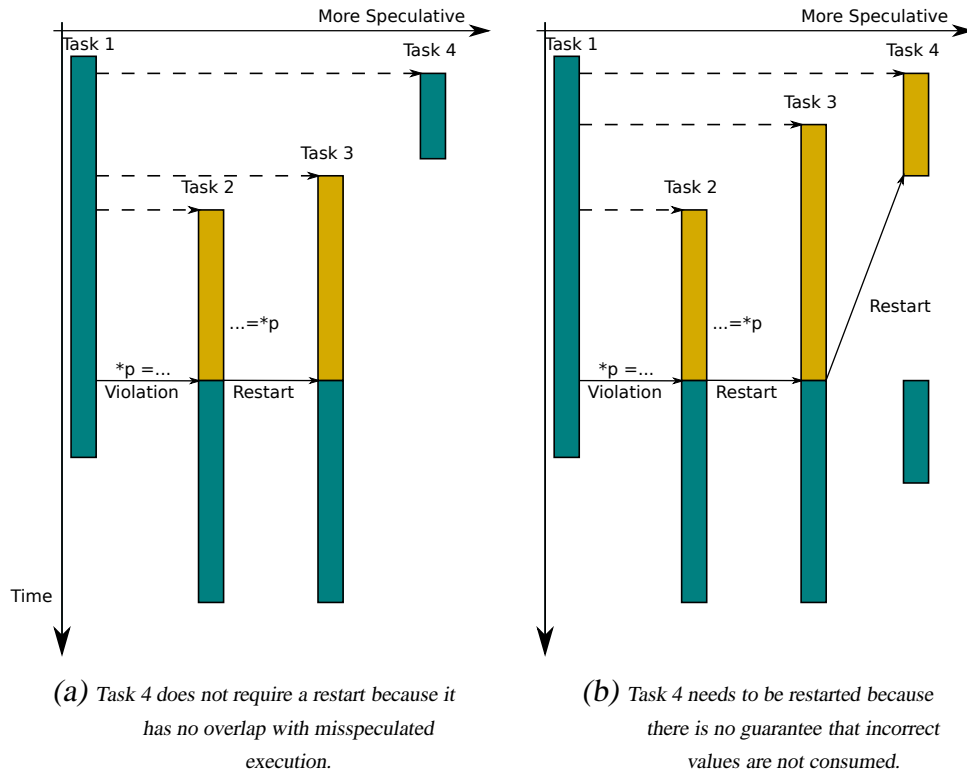 More Speculative
Task 1
Task 4
Task 3
Task 2
...=*p
*p =...
Violation
Restart
Time
(a) Task 4 does not require a restart because it
has no overlap with misspeculated
execution.
More Speculative
Task 1
Task 4
Task 3
Task 2
Restart
...=*p
*p =...
Violation
Restart
(b) Task 4 needs to be restarted because
there is no guarantee that incorrect
values are not consumed.